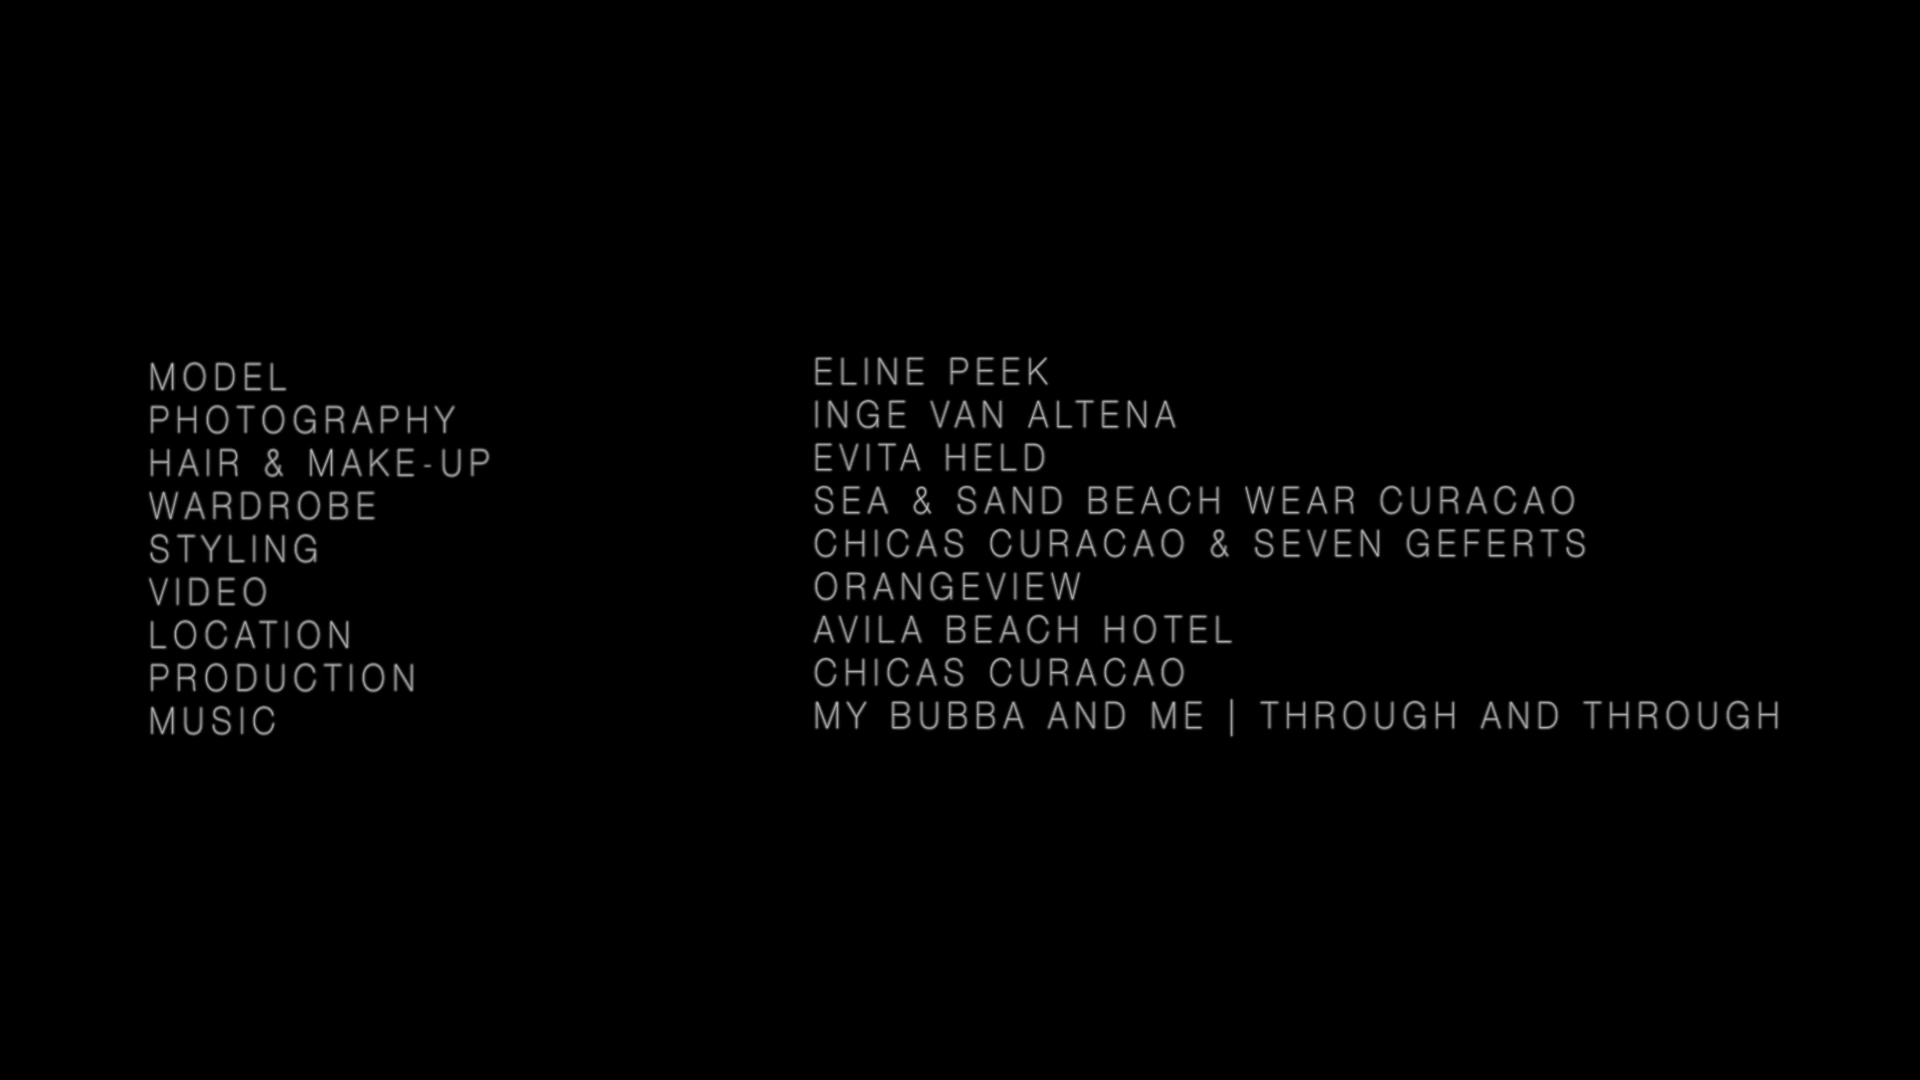 MODEL ELINE PEEK
PHOTOGRAPHY INGE VAN ALTENA
HAIR & MAKE-UP EVITA HELD
WARDROBE SEA & SAND BEACH WEAR CURACAO
STYLING CHICAS CURACAO & SEVEN GEFERTS
VIDEO ORANGEVIEW
LOCATION AVILA BEACH HOTEL
PRODUCTION CHICAS CURACAO
MUSIC MY BUBBA AND ME | THROUGH AND THROUGH